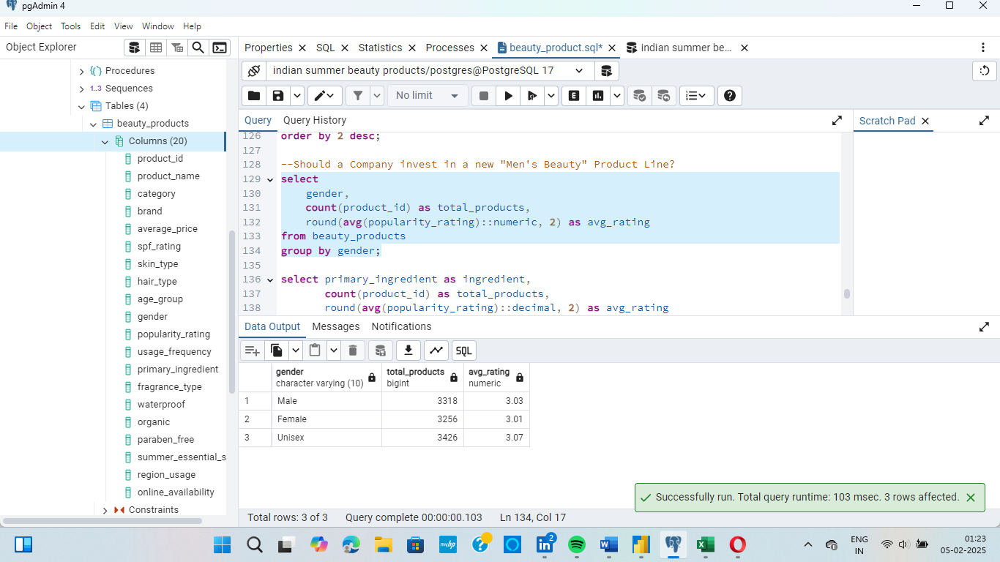 pgAdmin 4
File Object Tools Edit View Window Help
Object Explorer
Properties SQL Statistics Processes beauty_product.sql* indian summer be...
indian summer beauty products/postgres@PostgreSQL 17
No limit
E
Query Query History
Scratch Pad
Procedures
1..3 Sequences
Tables (4)
beauty_products
Columns (20)
product_id
product_name
category
brand
average_price
spf_rating
skin_type
hair_type
age_group
gender
popularity_rating
usage_frequency
primary_ingredient
fragrance_type
waterproof
organic
paraben_free
summer_essential_s
region_usage
online_availability
Constraints
126 order by 2 desc;
127
128 --Should a Company invest in a new "Men's Beauty" Product Line?
129 select
130 gender,
131 count(product_id) as total_products,
132 round(avg(popularity_rating)::numeric, 2) as avg_rating
133 from beauty_products
134 group by gender;
135
136 select primary_ingredient as ingredient,
137 count(product_id) as total_products,
138 round(avg(popularity_rating)::decimal, 2) as avg_rating
Data Output Messages Notifications
SQL
gender total_products avg_rating
character varying (10) bigint numeric
1 Male 3318 3.03
2 Female 3256 3.01
3 Unisex 3426 3.07
Successfully run. Total query runtime: 103 msec. 3 rows affected.
Total rows: 3 of 3 Query complete 00:00:00.103 Ln 134, Col 17
myhp
2
ENG
IN
01:23
05-02-2025